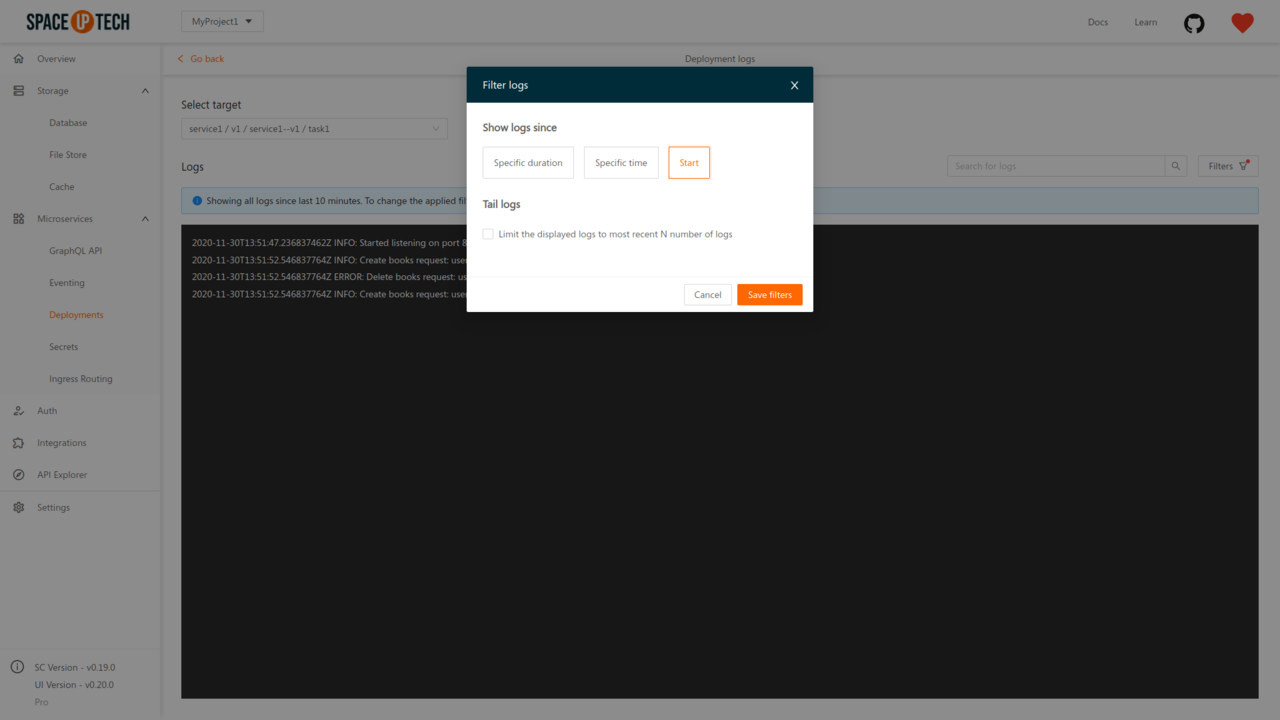 SPACE UP TECH
MyProject1
Docs
Learn
Overview
Storage
Database
File Store
Cache
Microservices
GraphQL API
Eventing
Deployments
Secrets
Ingress Routing
Auth
Integrations
API Explorer
Settings
SC Version - v0.19.0
UI Version - v0.20.0
Pro
Go back
Deployment logs
Select target
service1 / v1 / service1--v1 / task1
Logs
Search for logs
Filters
Showing all logs since last 10 minutes. To change the applied fil
2020-11-30T13:51:47.236837462Z INFO: Started listening on port 8
2020-11-30T13:51:52.546837764Z INFO: Create books request: user
2020-11-30T13:51:52.546837764Z ERROR: Delete books request: us
2020-11-30T13:51:52.546837764Z INFO: Create books request: user
Filter logs
X
Show logs since
Specific duration
Specific time
Start
Tail logs
Limit the displayed logs to most recent N number of logs
Cancel
Save filters